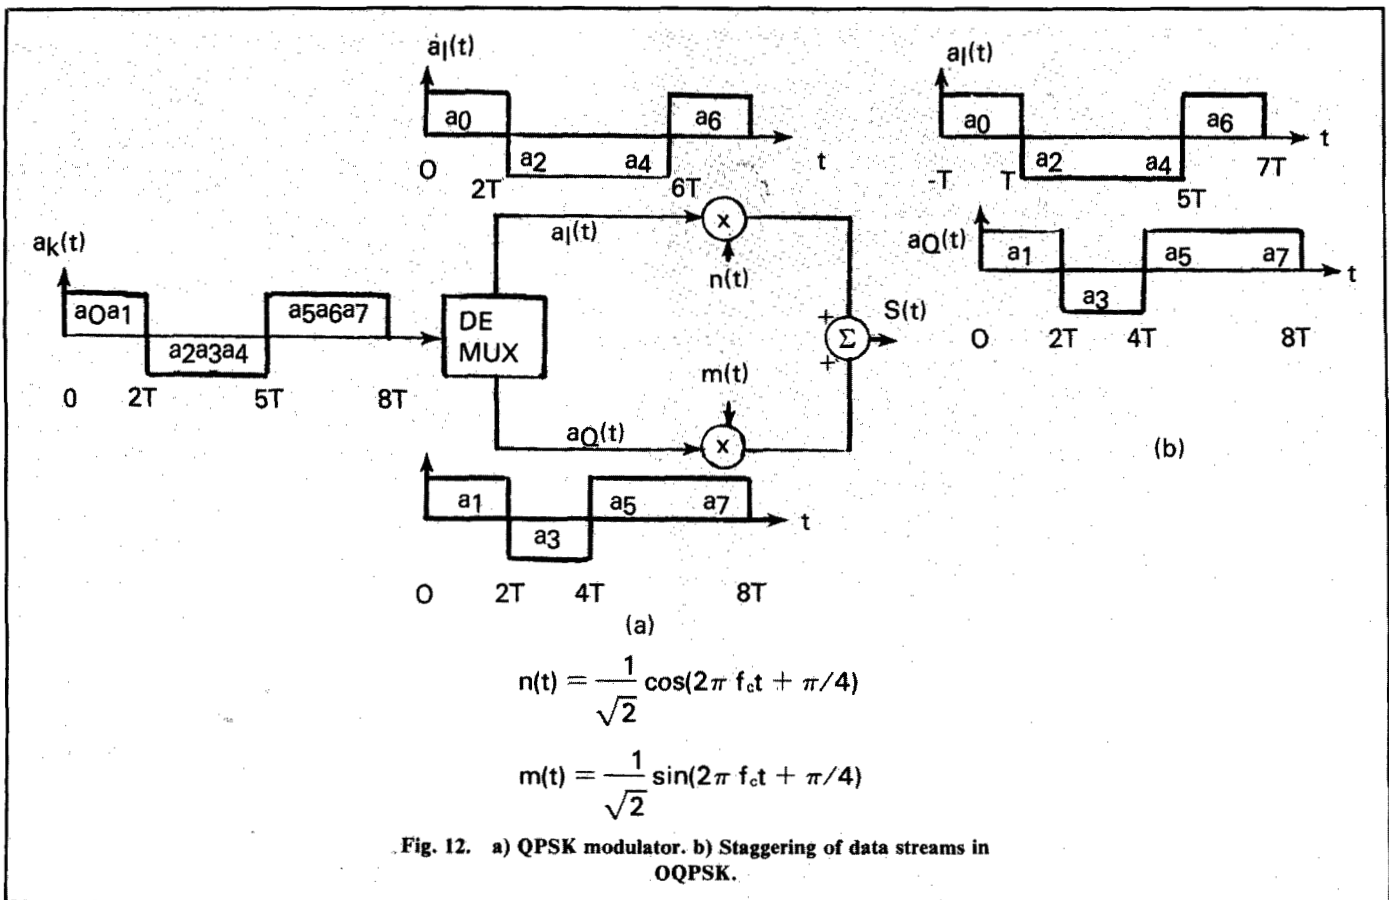 aI(t)
a0
a6
a2
a4
0
2T
6T
t
aI(t)
a0
a6
a2
a4
-T
T
5T
7T
t
ak(t)
a0a1
a5a6a7
a2a3a4
0
2T
5T
8T
DE
MUX
aI(t)
x
n(t)
+
Σ
+
S(t)
m(t)
aQ(t)
x
aQ(t)
a1
a5
a7
a3
t
0
2T
4T
8T
(b)
a1
a5
a7
a3
t
0
2T
4T
8T
(a)
n(t) = 1/√2 cos(2π fct + π/4)
m(t) = 1/√2 sin(2π fct + π/4)
Fig. 12. a) QPSK modulator. b) Staggering of data streams in
OQPSK.